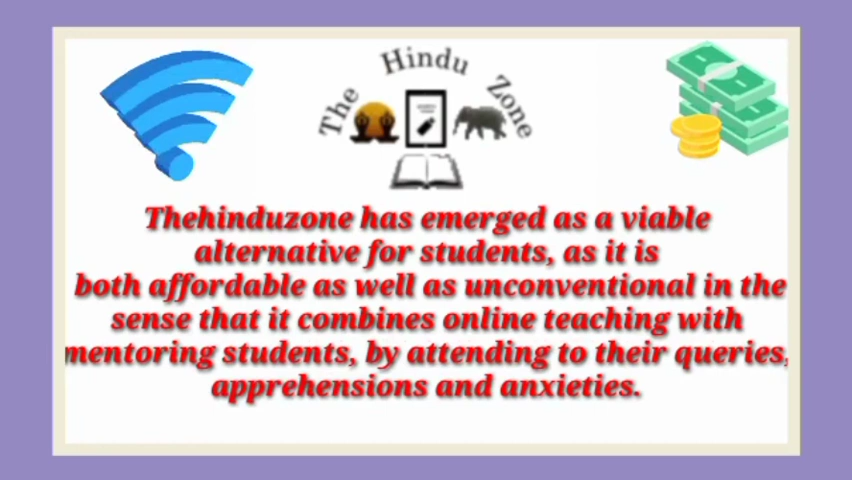 The Hindu Zone
Thehinduzone has emerged as a viable
alternative for students, as it is
both affordable as well as unconventional in the
sense that it combines online teaching with
mentoring students, by attending to their queries,
apprehensions and anxieties.